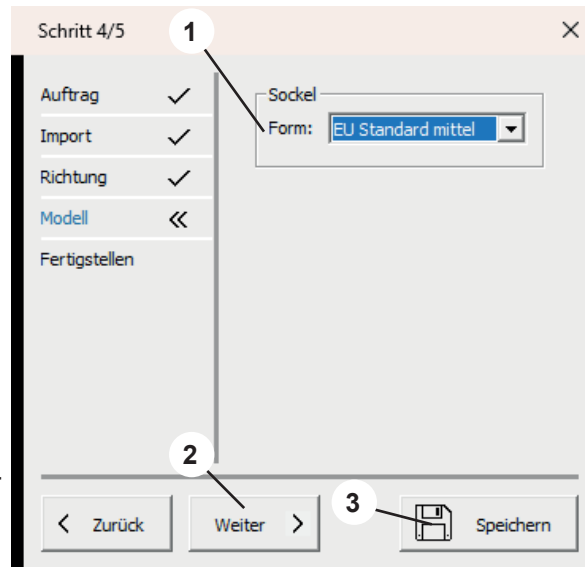 Schritt 4/5
1
Auftrag
Import
Richtung
Modell
Fertigstellen
Sockel
Form: EU Standard mittel
2
3
Zurück
Weiter
Speichern